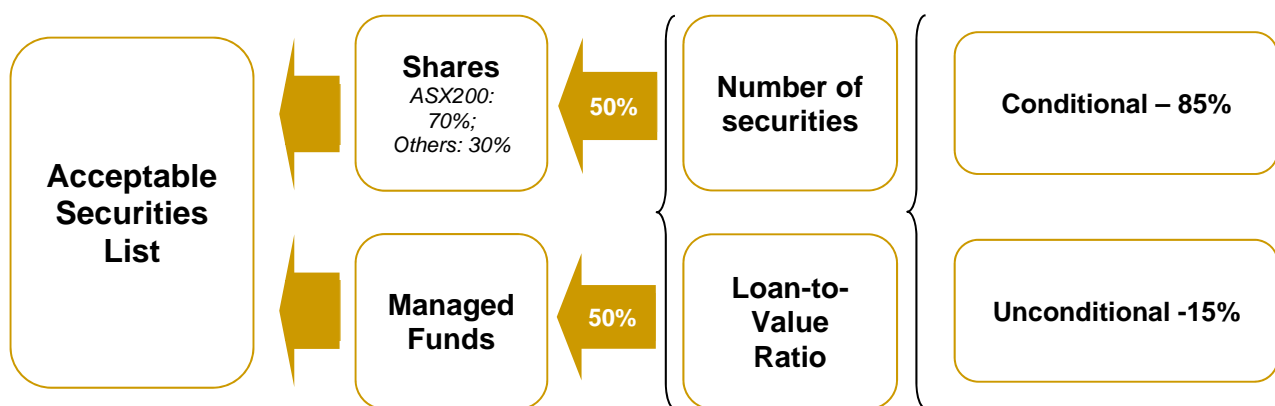 Acceptable
Securities
List
Shares
ASX200:
70%;
Others: 30%
Managed
Funds
50%
50%
Number of
securities
Loan-to-
Value
Ratio
Conditional – 85%
Unconditional -15%